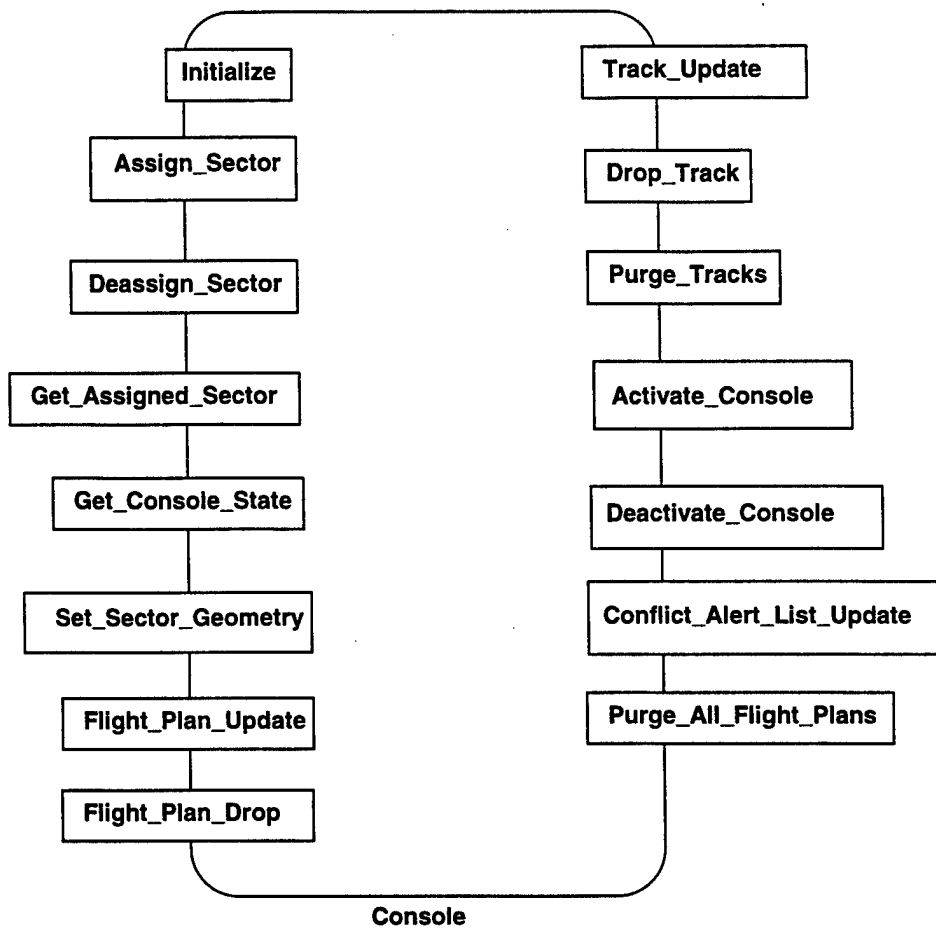 Initialize
Assign_Sector
Deassign_Sector
Get_Assigned_Sector
Get_Console_State
Set_Sector_Geometry
Flight_Plan_Update
Flight_Plan_Drop
Track_Update
Drop_Track
Purge_Tracks
Activate_Console
Deactivate_Console
Conflict_Alert_List_Update
Purge_All_Flight_Plans
Console